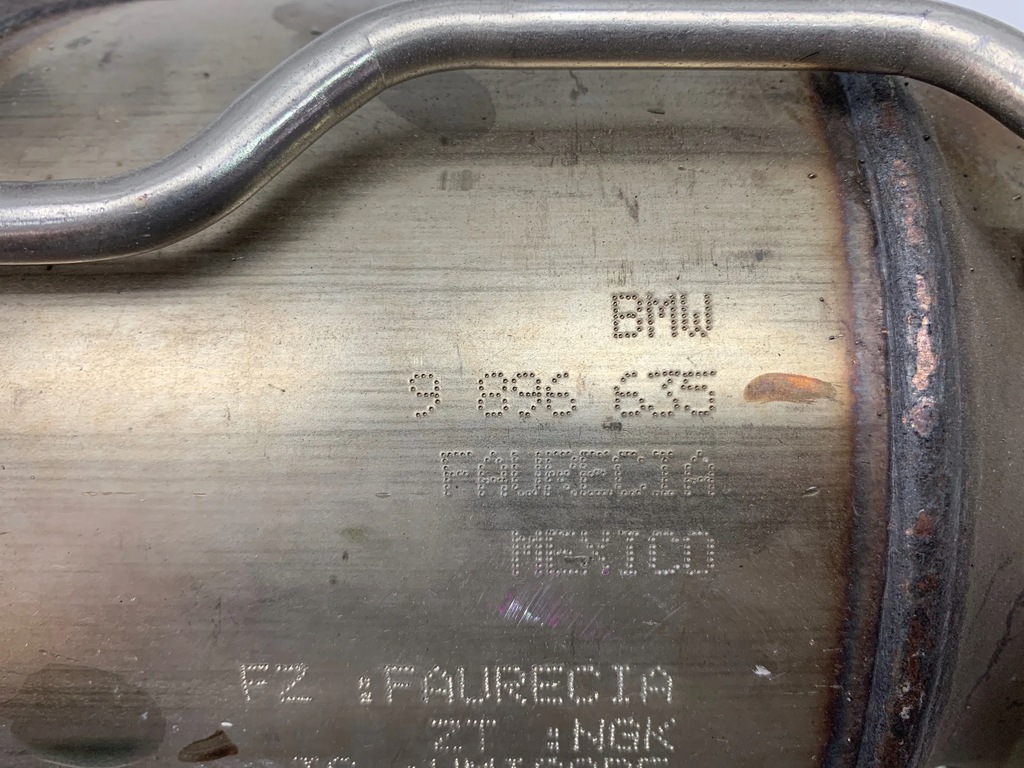 BMW
9 896 635
FAURECIA
MEXICO
FZ :FAURECIA
ZT :NGK